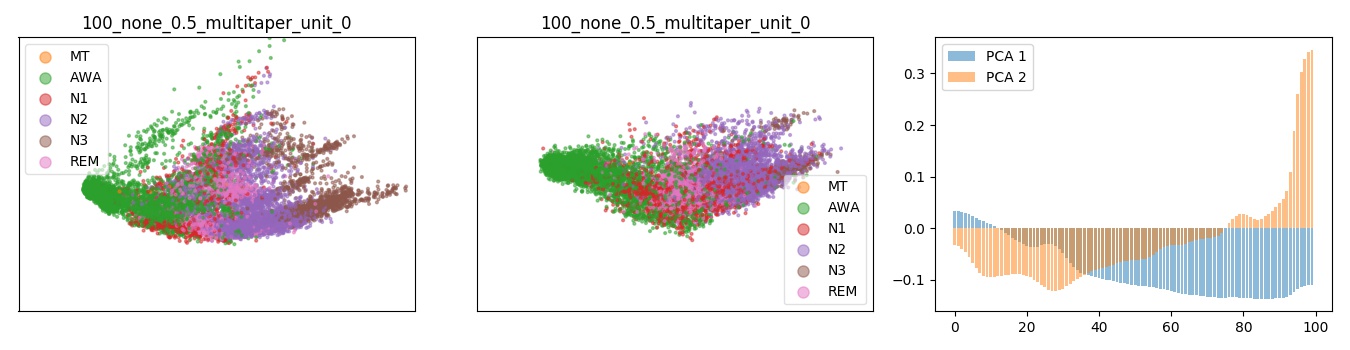 100_none_0.5_multitaper_unit_0
MT
AWA
N1
N2
N3
REM
100_none_0.5_multitaper_unit_0
MT
AWA
N1
N2
N3
REM
PCA 1
PCA 2
0.3
0.2
0.1
0.0
−0.1
0 20 40 60 80 100